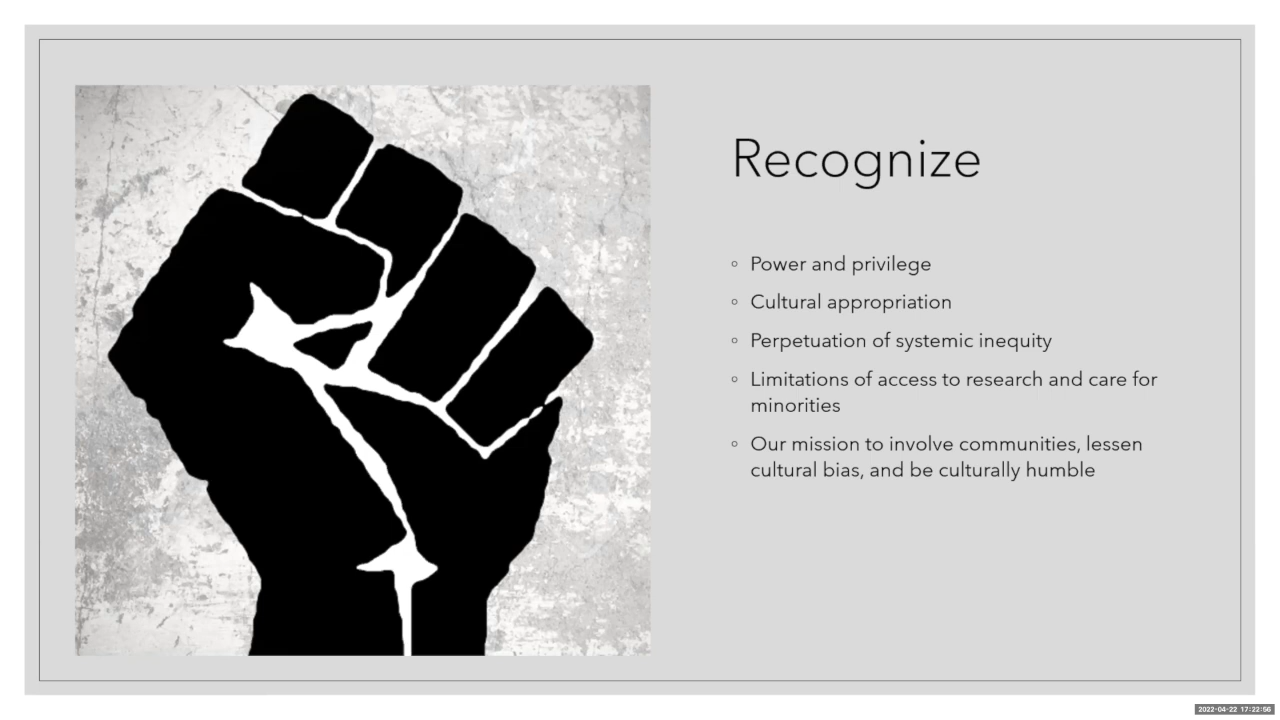 Recognize
◦ Power and privilege
◦ Cultural appropriation
◦ Perpetuation of systemic inequity
◦ Limitations of access to research and care for
minorities
◦ Our mission to involve communities, lessen
cultural bias, and be culturally humble
2022-04-22 17:22:56